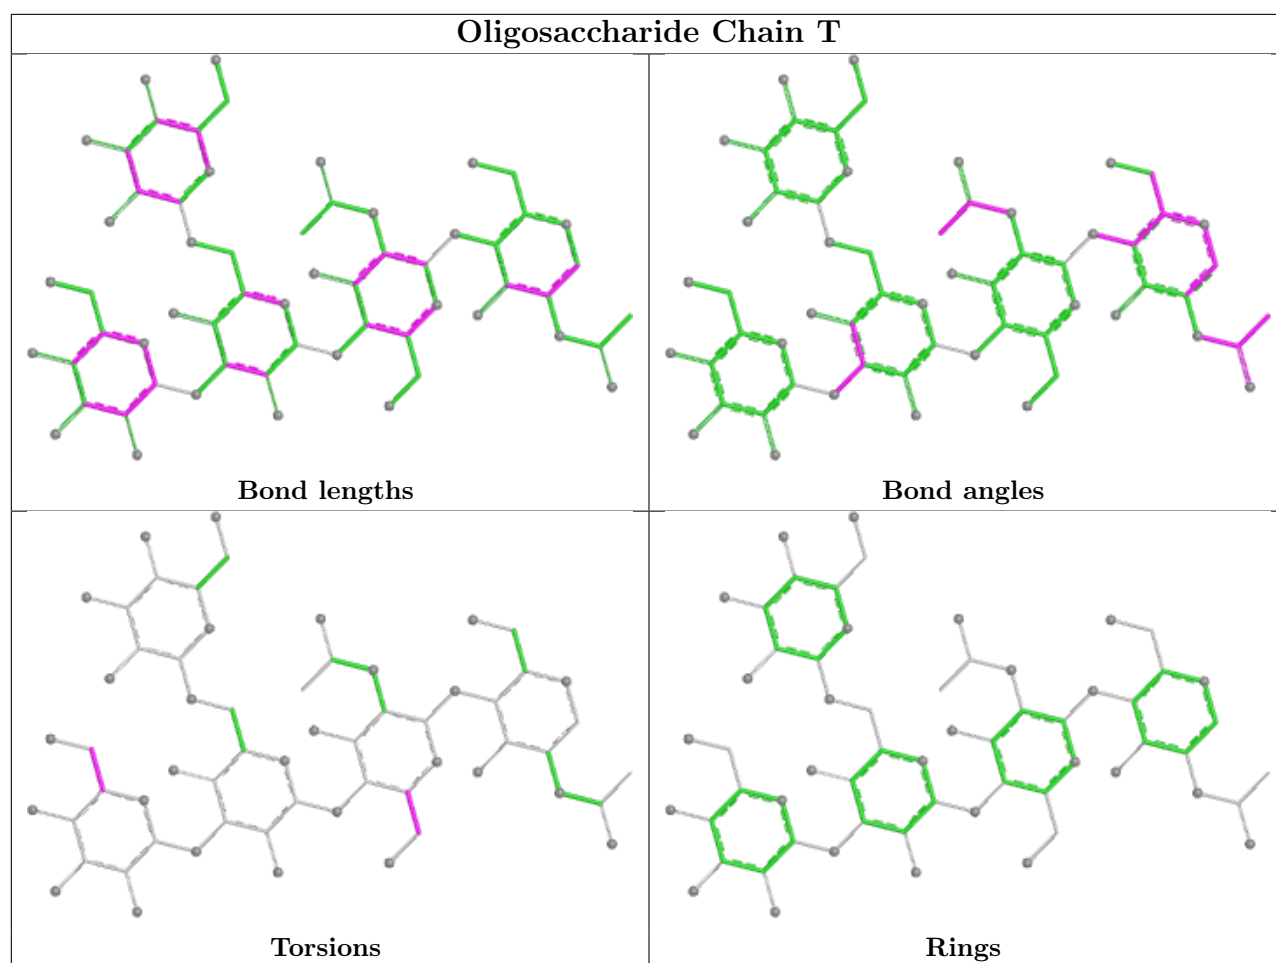 Oligosaccharide Chain T
Bond lengths
Bond angles
Torsions
Rings